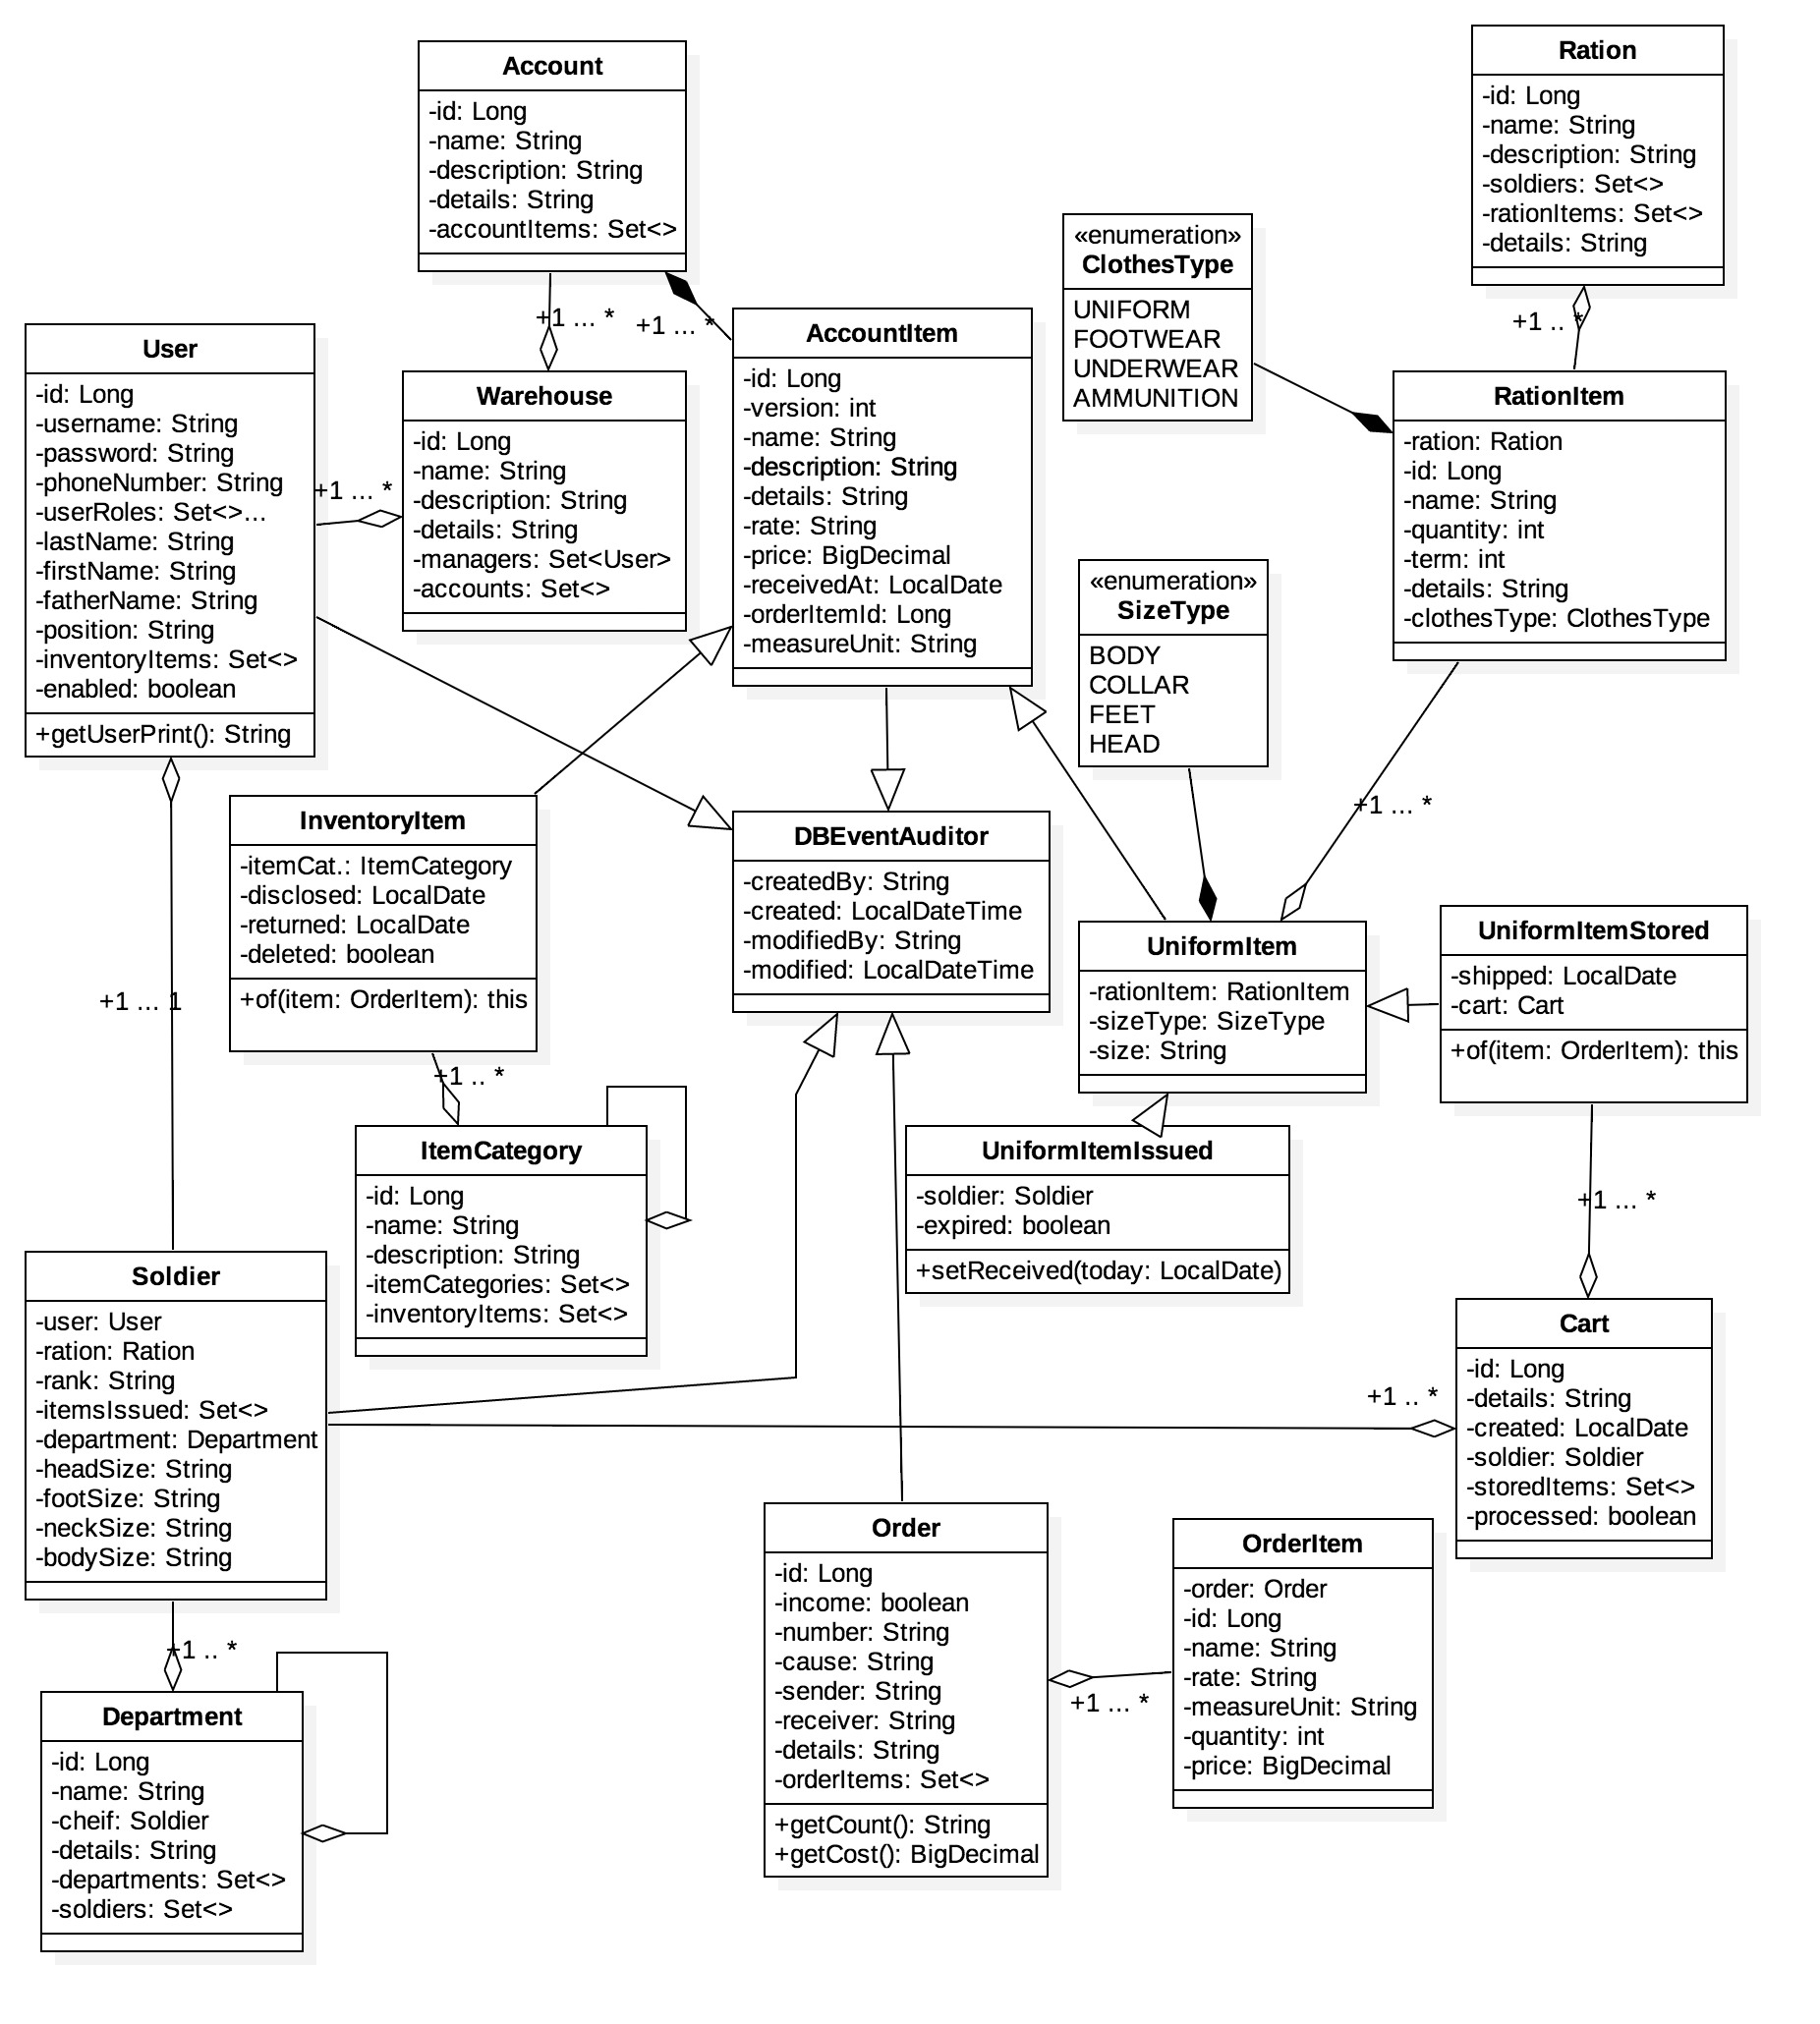 Account
-id: Long
-name: String
-description: String
-details: String
-accountItems: Set<>
+1 ... *
+1 ... *
Ration
-id: Long
-name: String
-description: String
-soldiers: Set<>
-rationItems: Set<>
-details: String
+1 .. *
«enumeration»
ClothesType
UNIFORM
FOOTWEAR
UNDERWEAR
AMMUNITION
User
-id: Long
-username: String
-password: String
-phoneNumber: String
-userRoles: Set<>...
-lastName: String
-firstName: String
-fatherName: String
-position: String
-inventoryItems: Set<>
-enabled: boolean
+getUserPrint(): String
+1 ... *
Warehouse
-id: Long
-name: String
-description: String
-details: String
-managers: Set<User>
-accounts: Set<>
AccountItem
-id: Long
-version: int
-name: String
-description: String
-details: String
-rate: String
-price: BigDecimal
-receivedAt: LocalDate
-orderItemId: Long
-measureUnit: String
RationItem
-ration: Ration
-id: Long
-name: String
-quantity: int
-term: int
-details: String
-clothesType: ClothesType
«enumeration»
SizeType
BODY
COLLAR
FEET
HEAD
+1 ... *
InventoryItem
-itemCat.: ItemCategory
-disclosed: LocalDate
-returned: LocalDate
-deleted: boolean
+of(item: OrderItem): this
+1 .. *
DBEventAuditor
-createdBy: String
-created: LocalDateTime
-modifiedBy: String
-modified: LocalDateTime
UniformItem
-rationItem: RationItem
-sizeType: SizeType
-size: String
UniformItemStored
-shipped: LocalDate
-cart: Cart
+of(item: OrderItem): this
+1 ... 1
+1 ... *
ItemCategory
-id: Long
-name: String
-description: String
-itemCategories: Set<>
-inventoryItems: Set<>
UniformItemIssued
-soldier: Soldier
-expired: boolean
+setReceived(today: LocalDate)
Soldier
-user: User
-ration: Ration
-rank: String
-itemsIssued: Set<>
-department: Department
-headSize: String
-footSize: String
-neckSize: String
-bodySize: String
+1 .. *
+1 .. *
Cart
-id: Long
-details: String
-created: LocalDate
-soldier: Soldier
-storedItems: Set<>
-processed: boolean
Order
-id: Long
-income: boolean
-number: String
-cause: String
-sender: String
-receiver: String
-details: String
-orderItems: Set<>
+getCount(): String
+getCost(): BigDecimal
+1 ... *
OrderItem
-order: Order
-id: Long
-name: String
-rate: String
-measureUnit: String
-quantity: int
-price: BigDecimal
Department
-id: Long
-name: String
-cheif: Soldier
-details: String
-departments: Set<>
-soldiers: Set<>